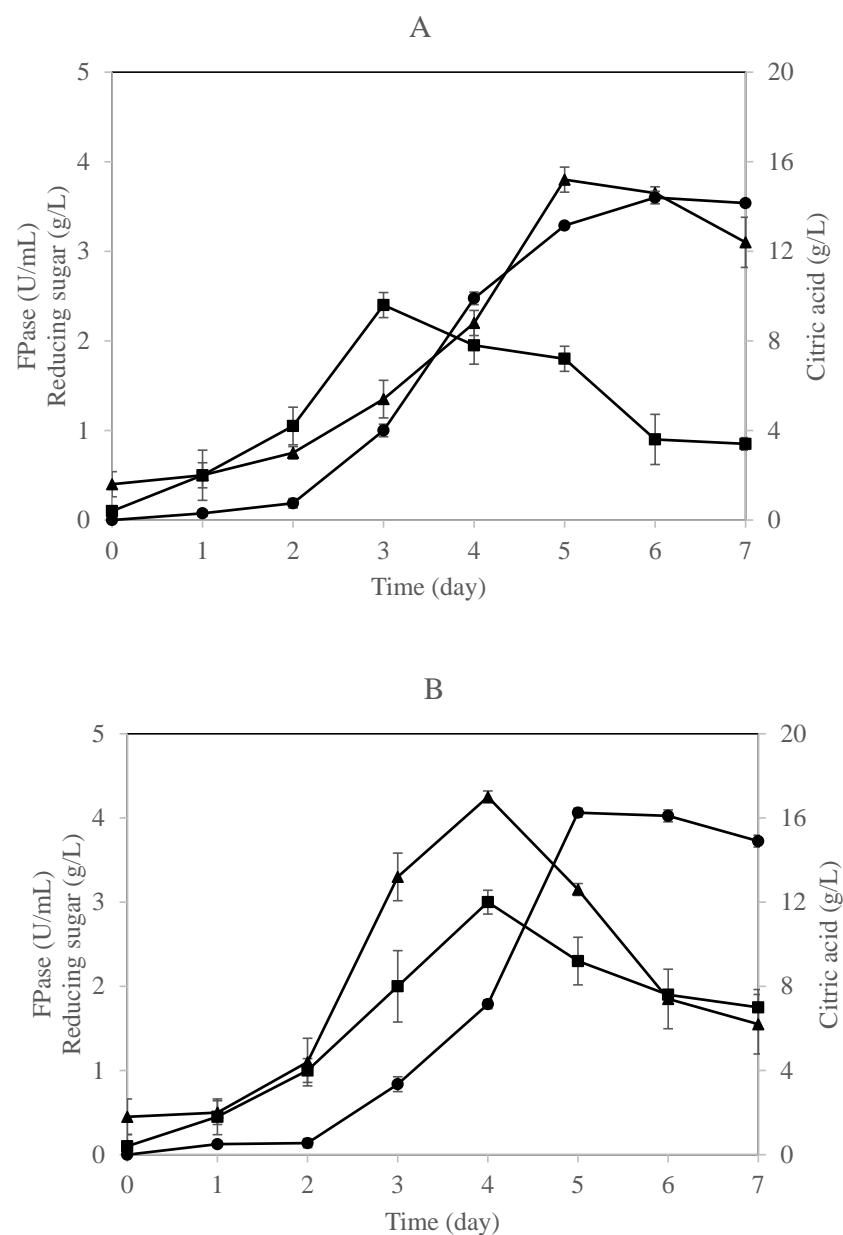 A
5
4
3
2
1
0
FPase (U/mL)
Reducing sugar (g/L)
20
16
12
8
4
0
Citric acid (g/L)
0 1 2 3 4 5 6 7
Time (day)
B
5
4
3
2
1
0
FPase (U/mL)
Reducing sugar (g/L)
20
16
12
8
4
0
Citric acid (g/L)
0 1 2 3 4 5 6 7
Time (day)